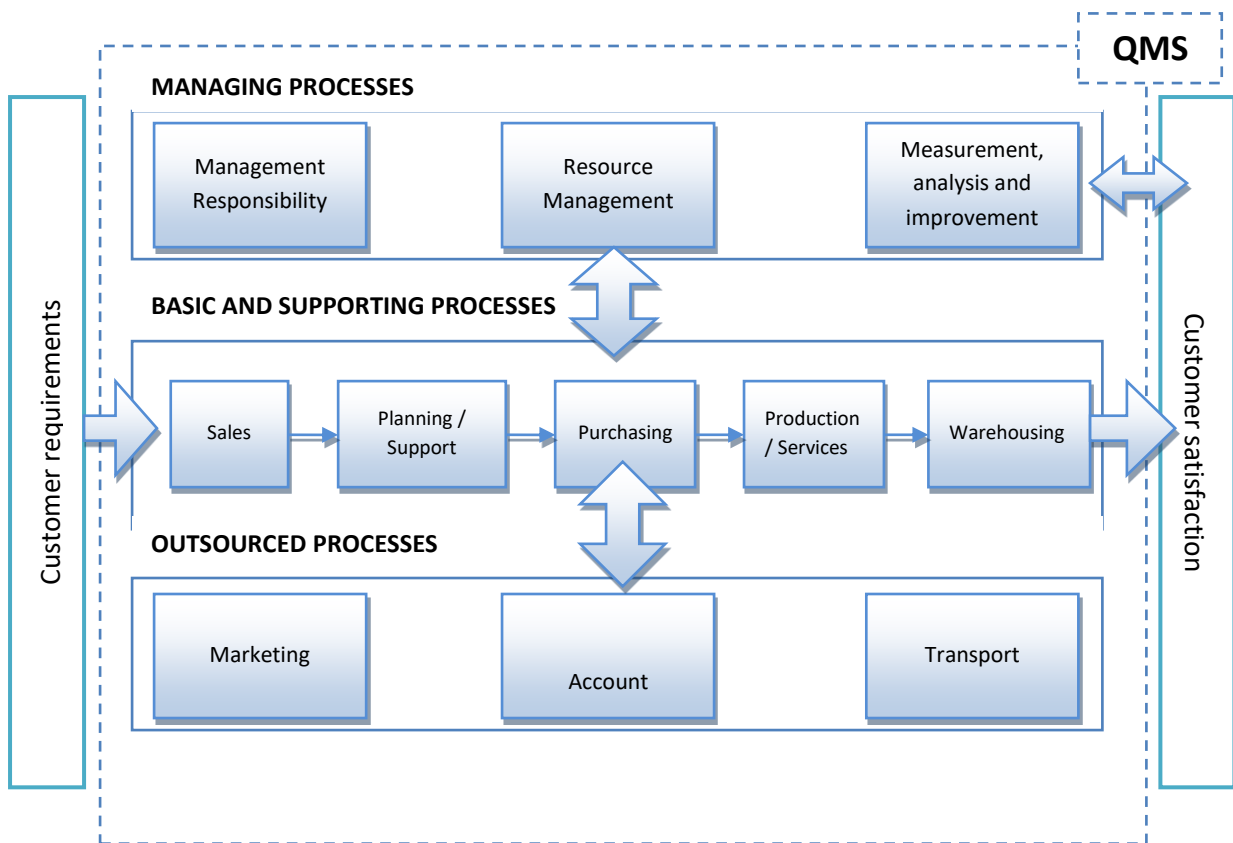 QMS
MANAGING PROCESSES
Management
Responsibility
Resource
Management
Measurement,
analysis and
improvement
Customer requirements
BASIC AND SUPPORTING PROCESSES
Sales
Planning /
Support
Purchasing
Production
/ Services
Warehousing
Customer satisfaction
OUTSOURCED PROCESSES
Marketing
Account
Transport